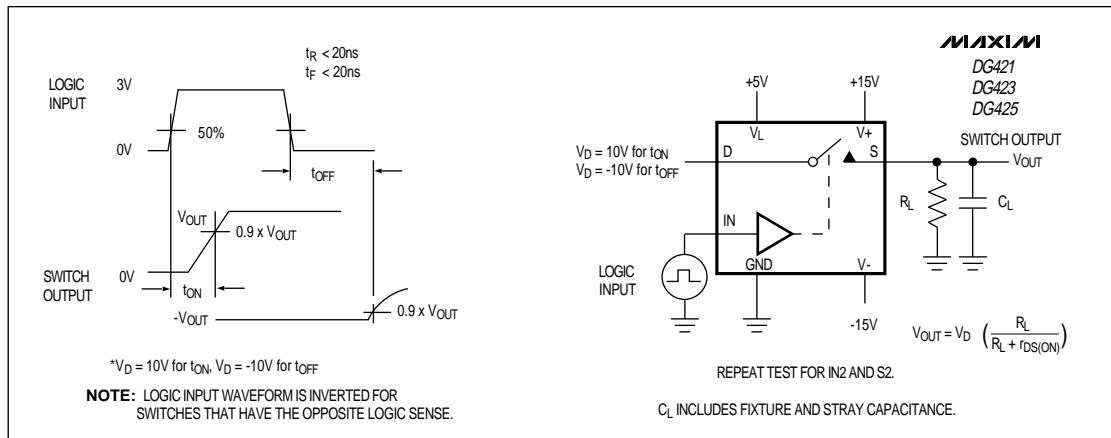 tR < 20ns
tF < 20ns
LOGIC
INPUT
3V
50%
0V
tOFF
VOUT
0.9 x VOUT
SWITCH
OUTPUT
0V
tON
-VOUT
0.9 x VOUT
*VD = 10V for tON, VD = -10V for tOFF
NOTE: LOGIC INPUT WAVEFORM IS INVERTED FOR
SWITCHES THAT HAVE THE OPPOSITE LOGIC SENSE.
MAXIM
DG421
DG423
DG425
+5V
+15V
VL
V+
SWITCH OUTPUT
VD = 10V for tON
VD = -10V for tOFF
D
S
VOUT
RL
CL
IN
LOGIC
INPUT
GND
V-
-15V
VOUT = VD ( RL / RL + rDS(ON) )
REPEAT TEST FOR IN2 AND S2.
CL INCLUDES FIXTURE AND STRAY CAPACITANCE.